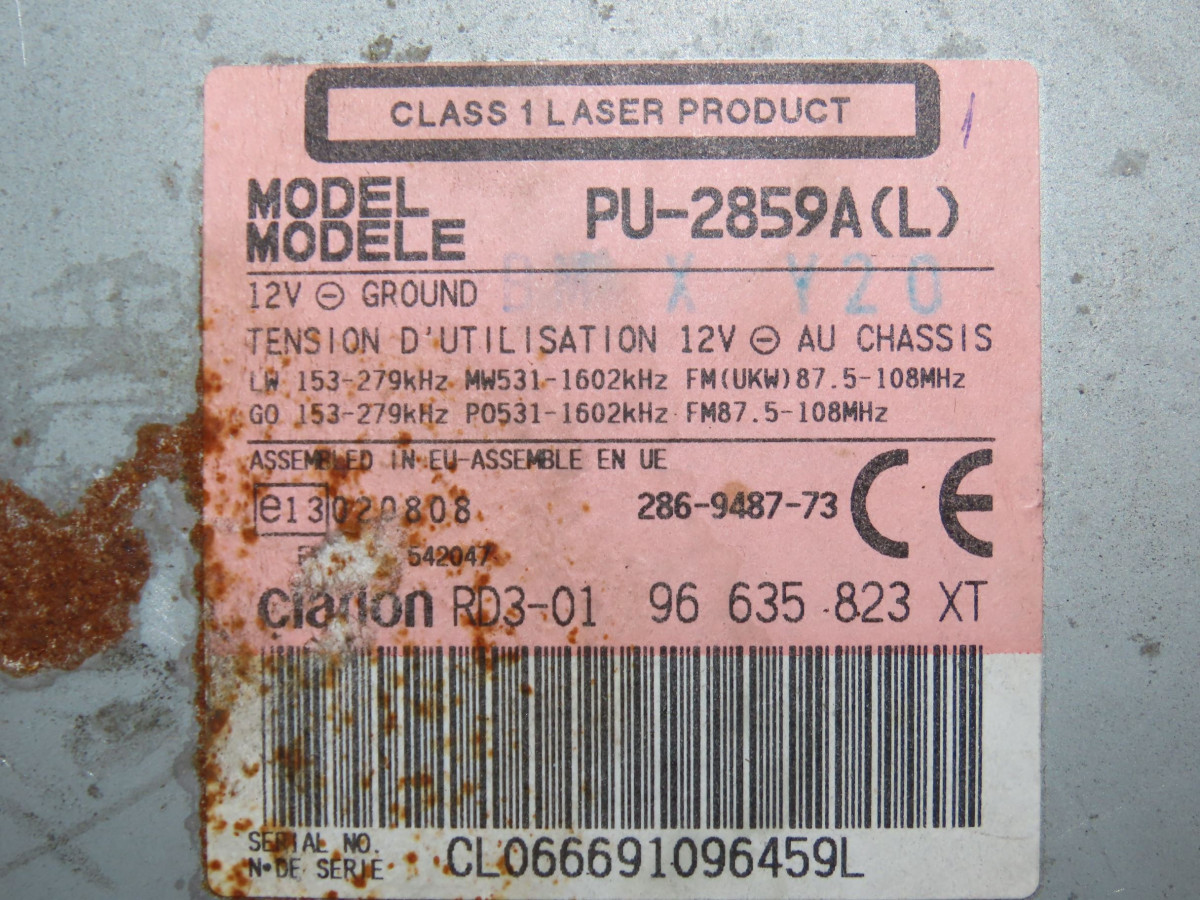 CLASS 1 LASER PRODUCT
MODEL
MODELE
PU-2859A(L)
X Y20
12V ⊖ GROUND
TENSION D'UTILISATION 12V ⊖ AU CHASSIS
LW 153-279kHz MW531-1602kHz FM(UKW)87.5-108MHz
GO 153-279kHz PO531-1602kHz FM87.5-108MHz
ASSEMBLED IN EU-ASSEMBLE EN UE
e13 020808 286-9487-73 CE
542047
clarion RD3-01 96 635 823 XT
SERIAL NO.
N•DE SERIE
CL066691096459L